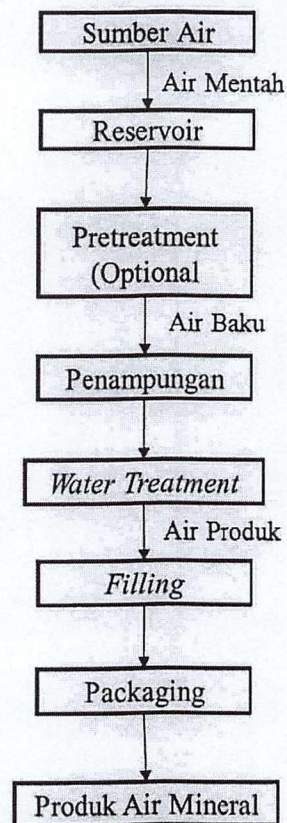 Sumber Air
Air Mentah
Reservoir
Pretreatment
(Optional
Air Baku
Penampungan
Water Treatment
Air Produk
Filling
Packaging
Produk Air Mineral